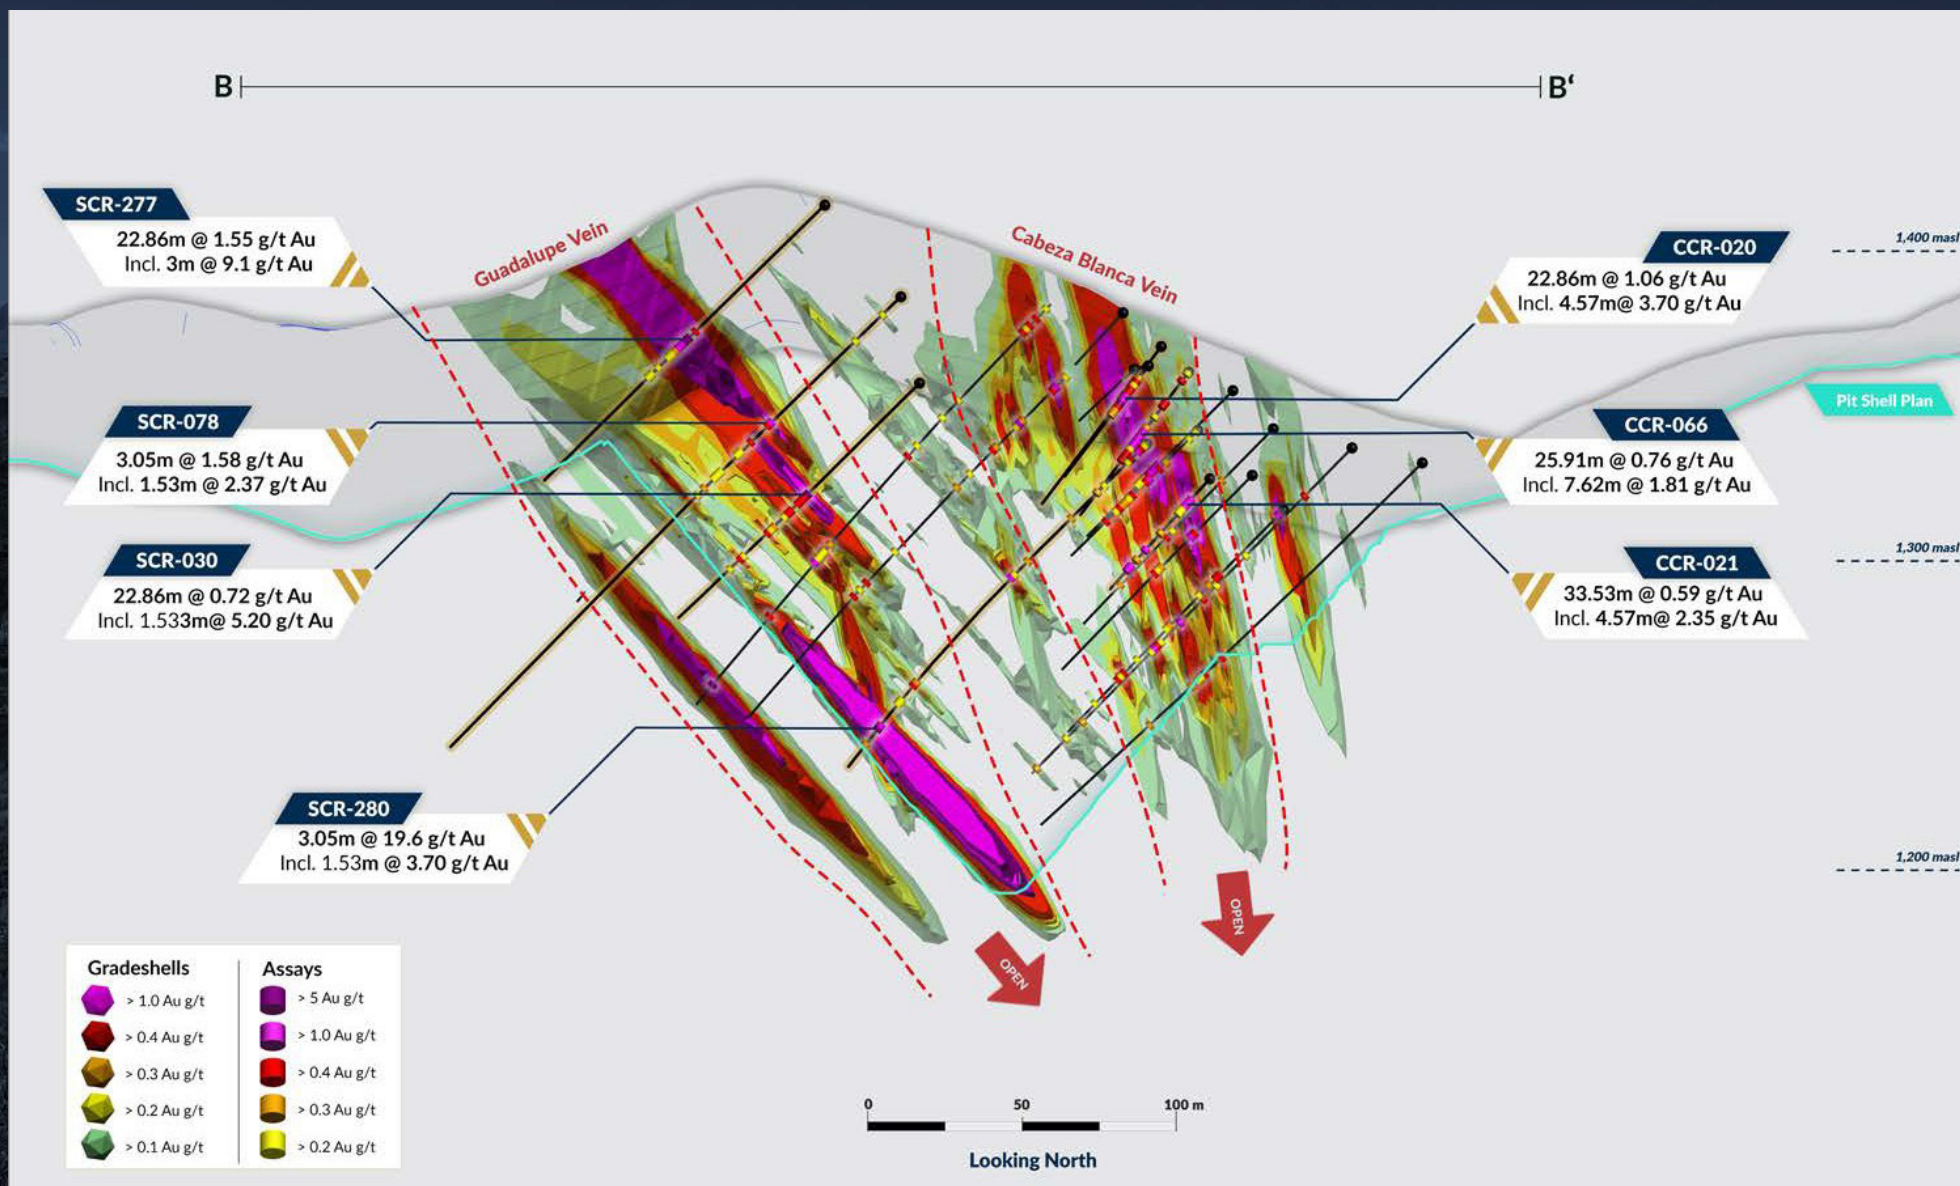 B
B‘
SCR-277
22.86m @ 1.55 g/t Au
Incl. 3m @ 9.1 g/t Au
Guadalupe Vein
Cabeza Blanca Vein
CCR-020
22.86m @ 1.06 g/t Au
Incl. 4.57m@ 3.70 g/t Au
1,400 masl
Pit Shell Plan
SCR-078
3.05m @ 1.58 g/t Au
Incl. 1.53m @ 2.37 g/t Au
CCR-066
25.91m @ 0.76 g/t Au
Incl. 7.62m @ 1.81 g/t Au
SCR-030
22.86m @ 0.72 g/t Au
Incl. 1.533m@ 5.20 g/t Au
1,300 masl
CCR-021
33.53m @ 0.59 g/t Au
Incl. 4.57m@ 2.35 g/t Au
SCR-280
3.05m @ 19.6 g/t Au
Incl. 1.53m @ 3.70 g/t Au
1,200 masl
OPEN
OPEN
Gradeshells
> 1.0 Au g/t
> 0.4 Au g/t
> 0.3 Au g/t
> 0.2 Au g/t
> 0.1 Au g/t
Assays
> 5 Au g/t
> 1.0 Au g/t
> 0.4 Au g/t
> 0.3 Au g/t
> 0.2 Au g/t
0 50 100 m
Looking North